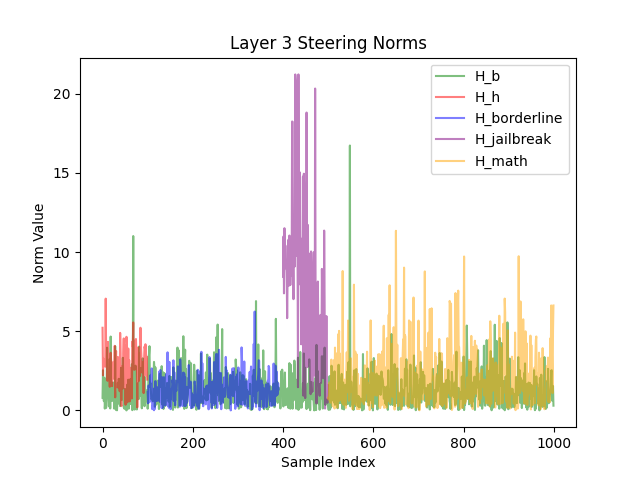 Layer 3 Steering Norms
Norm Value
20
15
10
5
0
H_b
H_h
H_borderline
H_jailbreak
H_math
0 200 400 600 800 1000
Sample Index